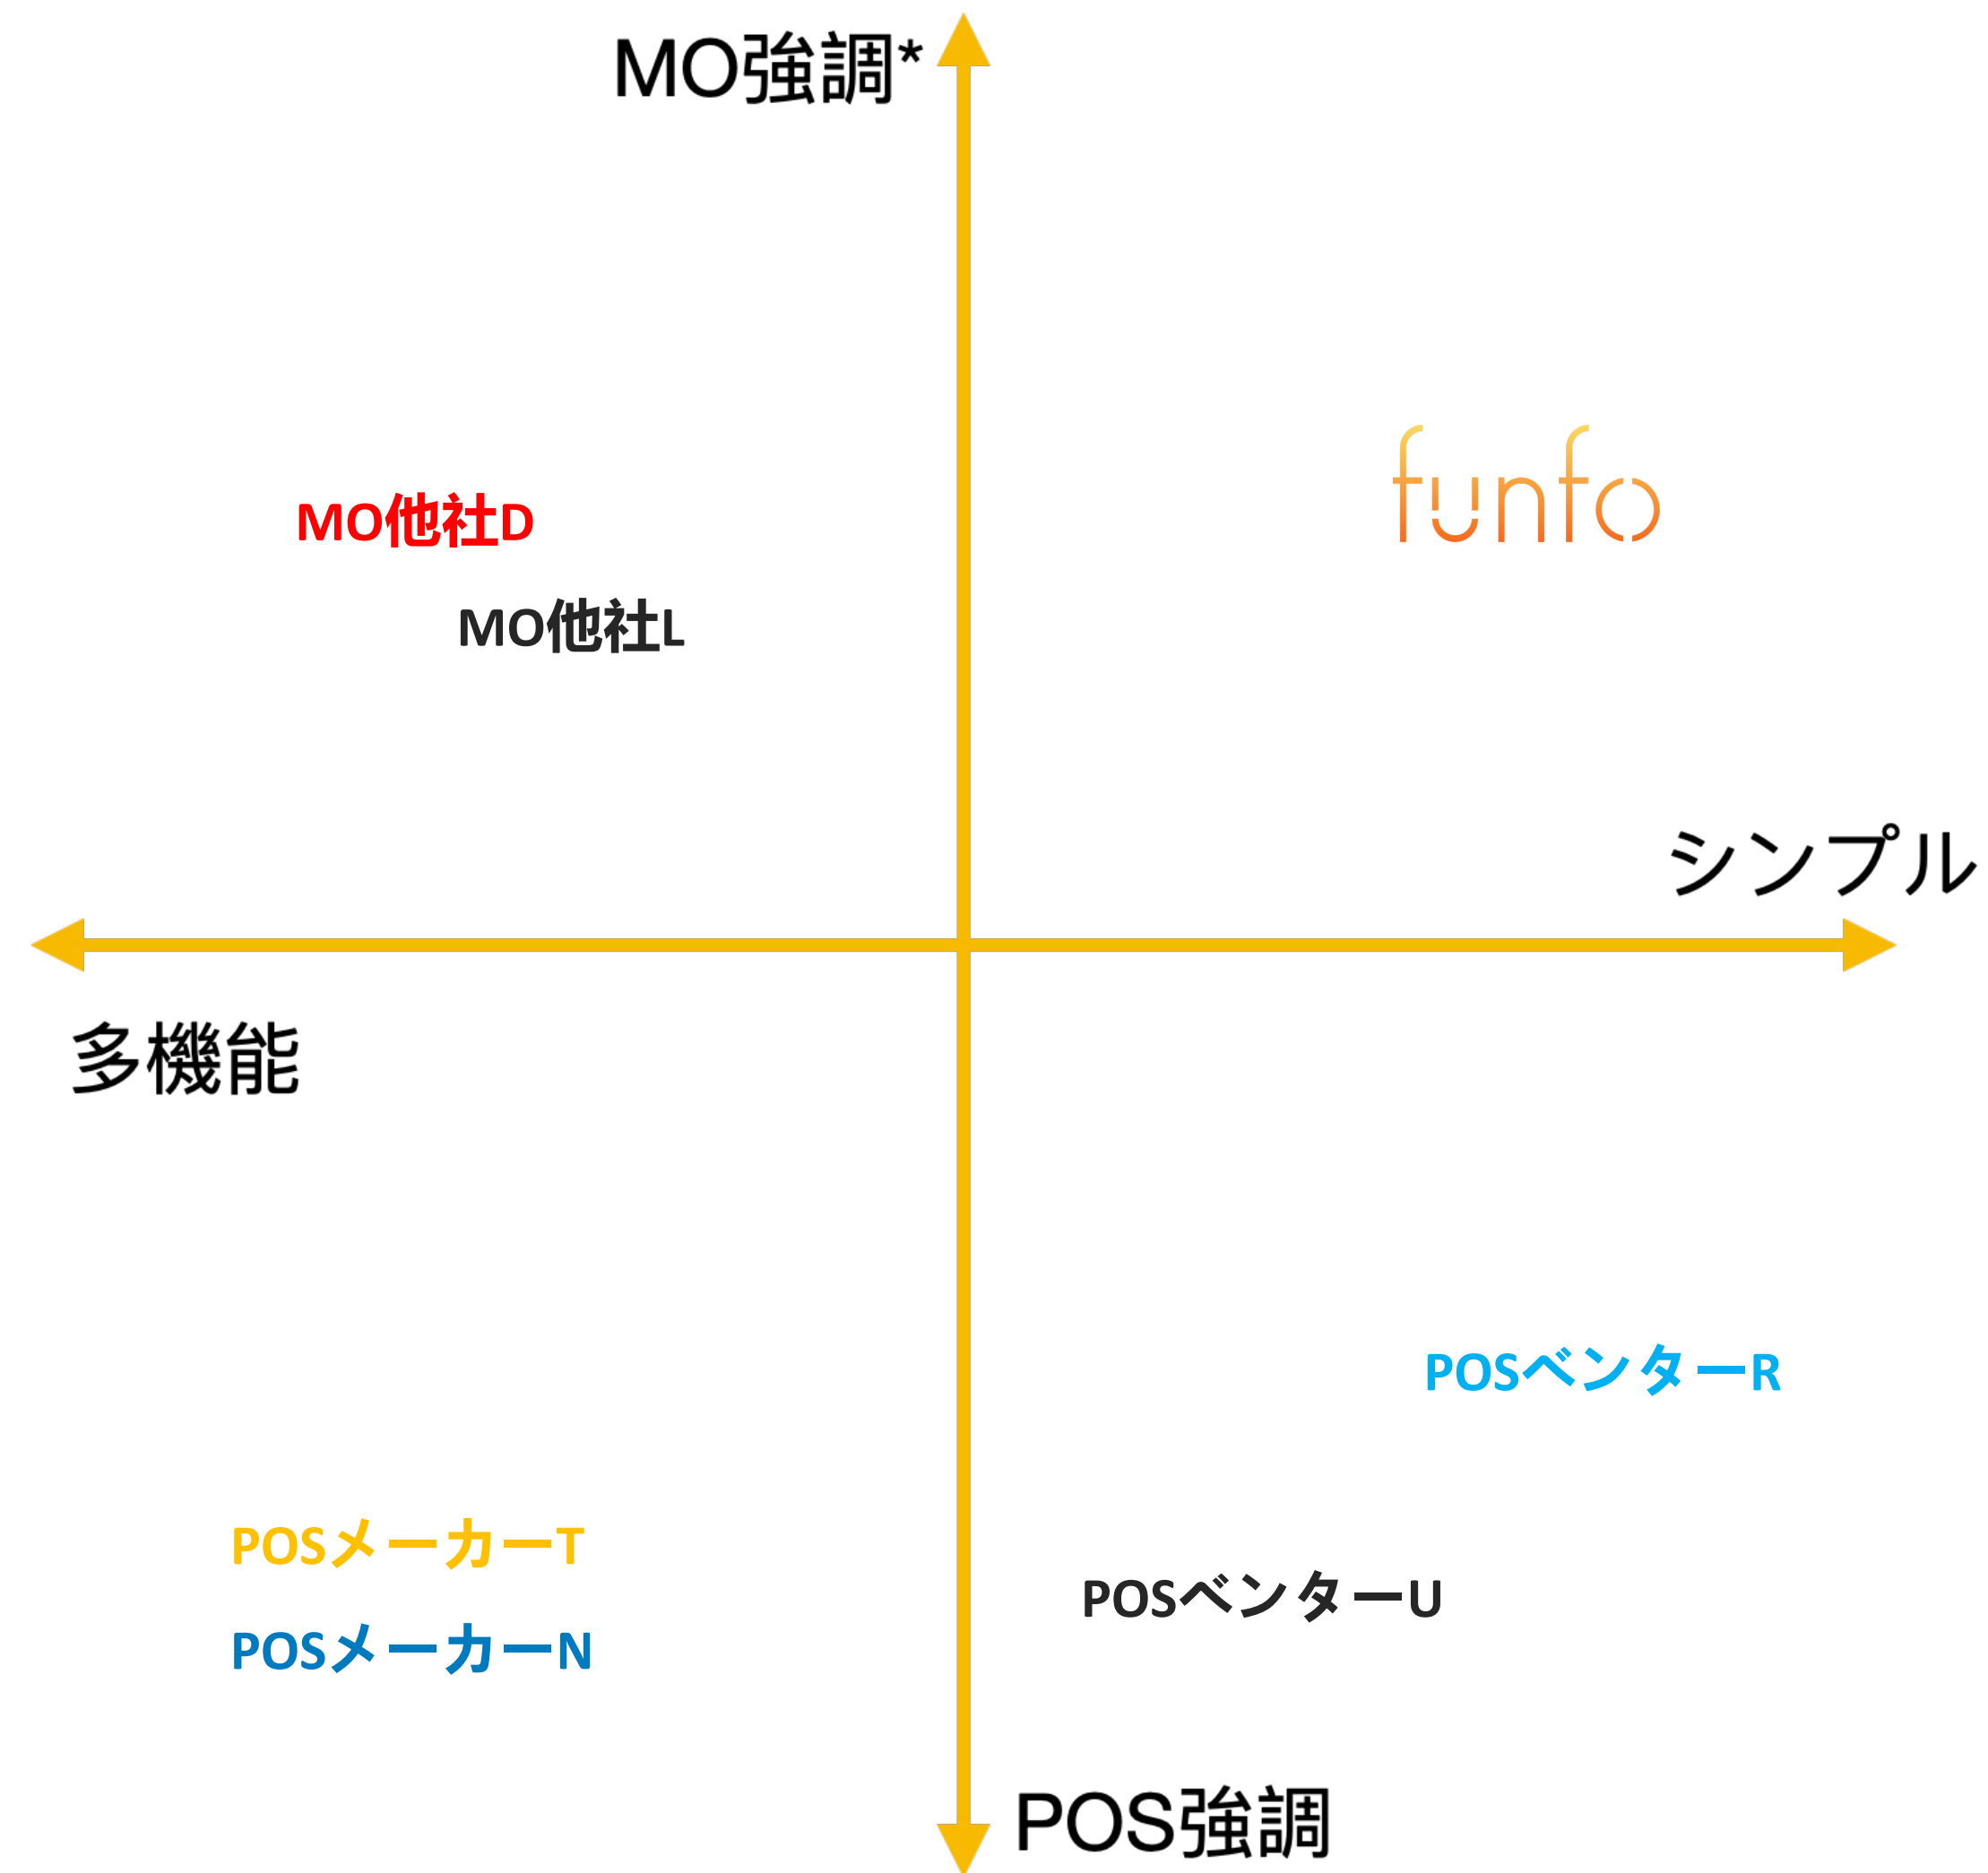 MO強調*
funfo
MO他社D
MO他社L
シンプル
多機能
POSベンターR
POSメーカーT
POSベンターU
POSメーカーN
POS強調